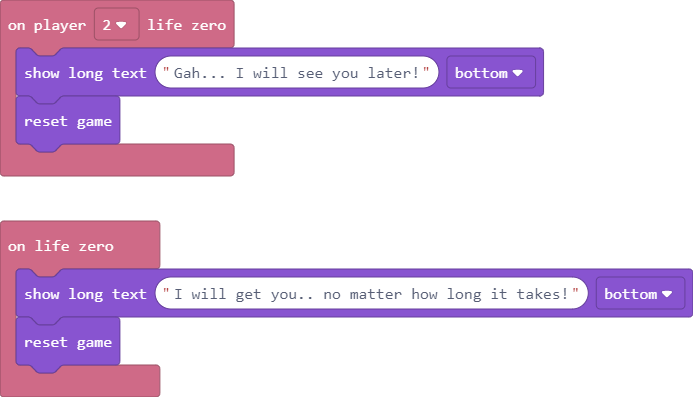 on player 2 life zero
show long text "Gah... I will see you later!" bottom
reset game
on life zero
show long text "I will get you.. no matter how long it takes!" bottom
reset game